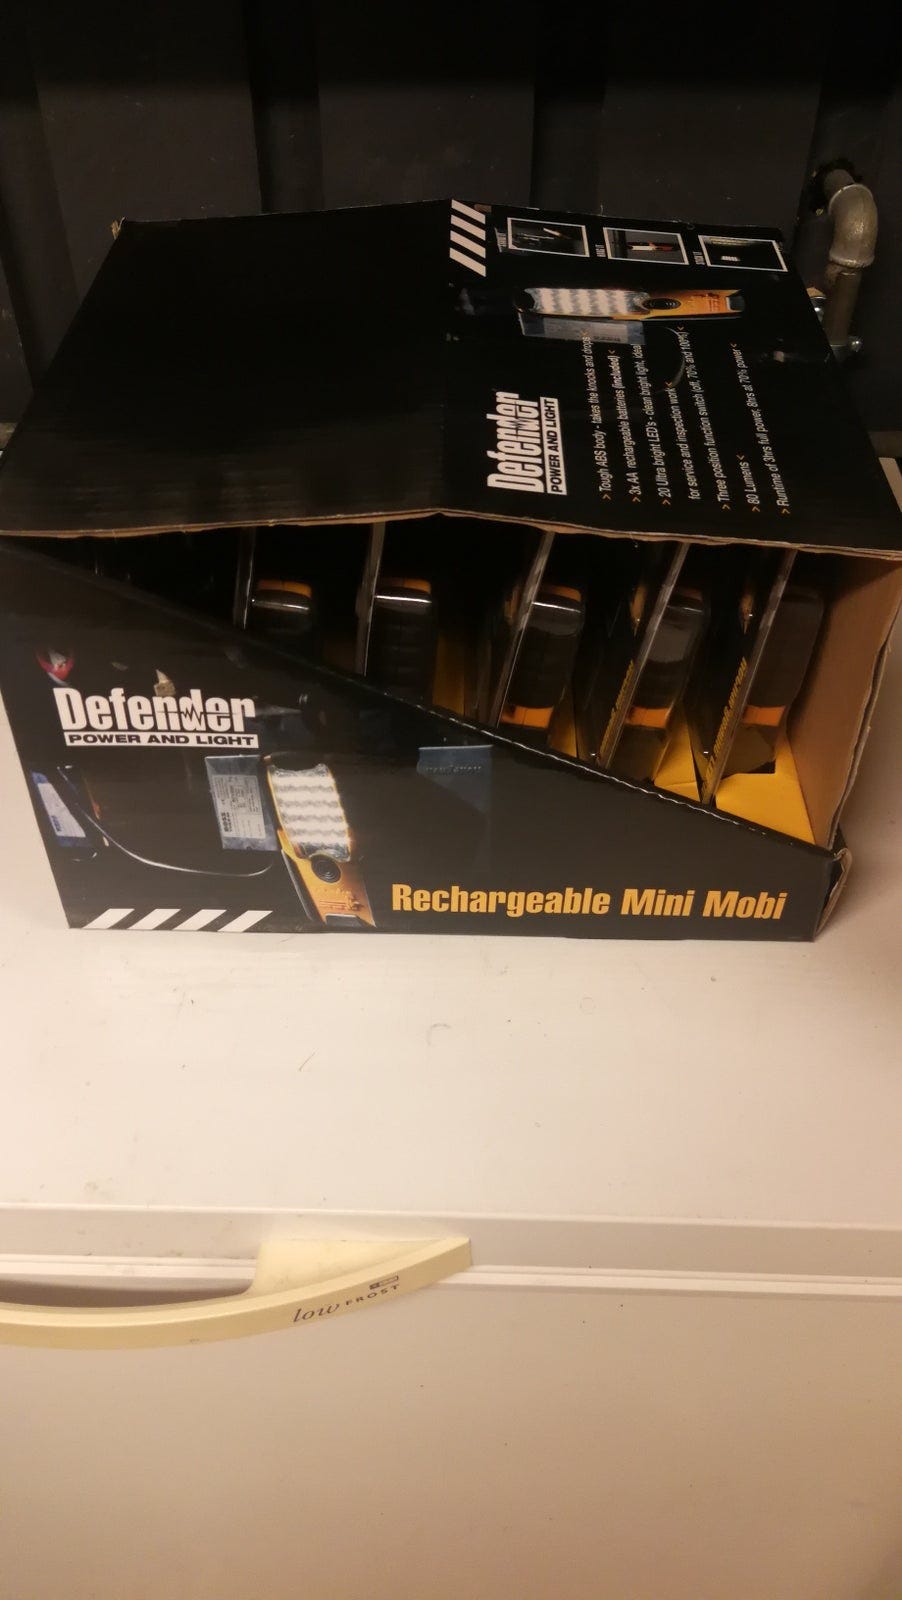 Defender
POWER AND LIGHT
> Tough ABS body - takes the knocks and drops <
> 3x AA rechargeable batteries (included) <
> 20 Ultra bright LED's - clean bright light, ideal
for service and inspection work <
> Three position function switch (off, 70% and 100%) <
> 80 Lumens <
> Runtime of 3hrs full power, 8hrs at 70% power <
Defender
POWER AND LIGHT
Rechargeable Mini Mobi
low FROST